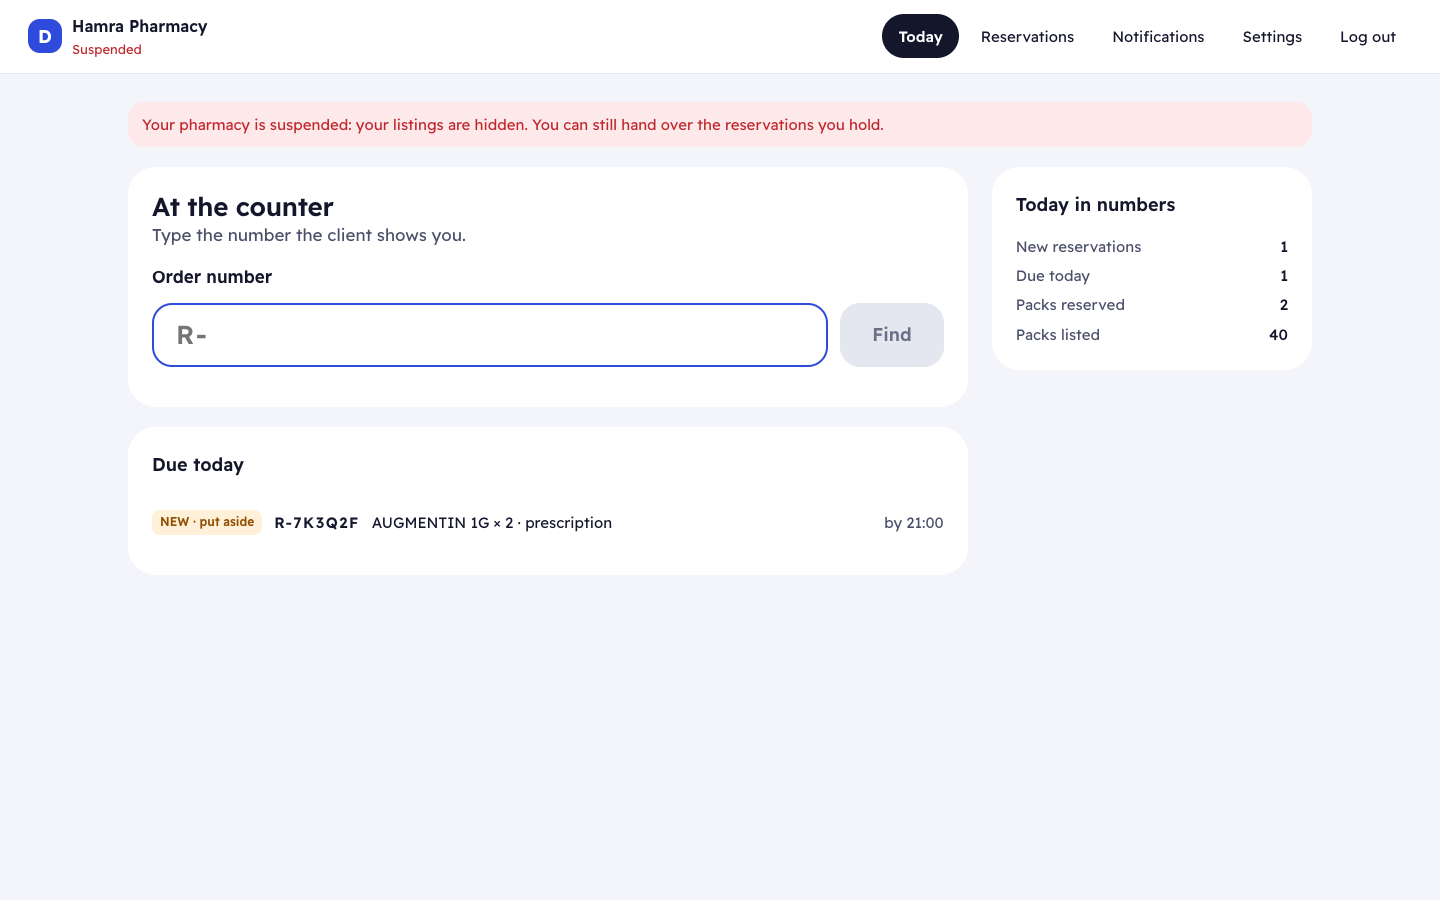 D
Hamra Pharmacy
Suspended
Today
Reservations
Notifications
Settings
Log out
Your pharmacy is suspended: your listings are hidden. You can still hand over the reservations you hold.
At the counter
Type the number the client shows you.
Order number
R-
Find
Due today
NEW · put aside R-7K3Q2F AUGMENTIN 1G × 2 · prescription by 21:00
Today in numbers
New reservations 1
Due today 1
Packs reserved 2
Packs listed 40